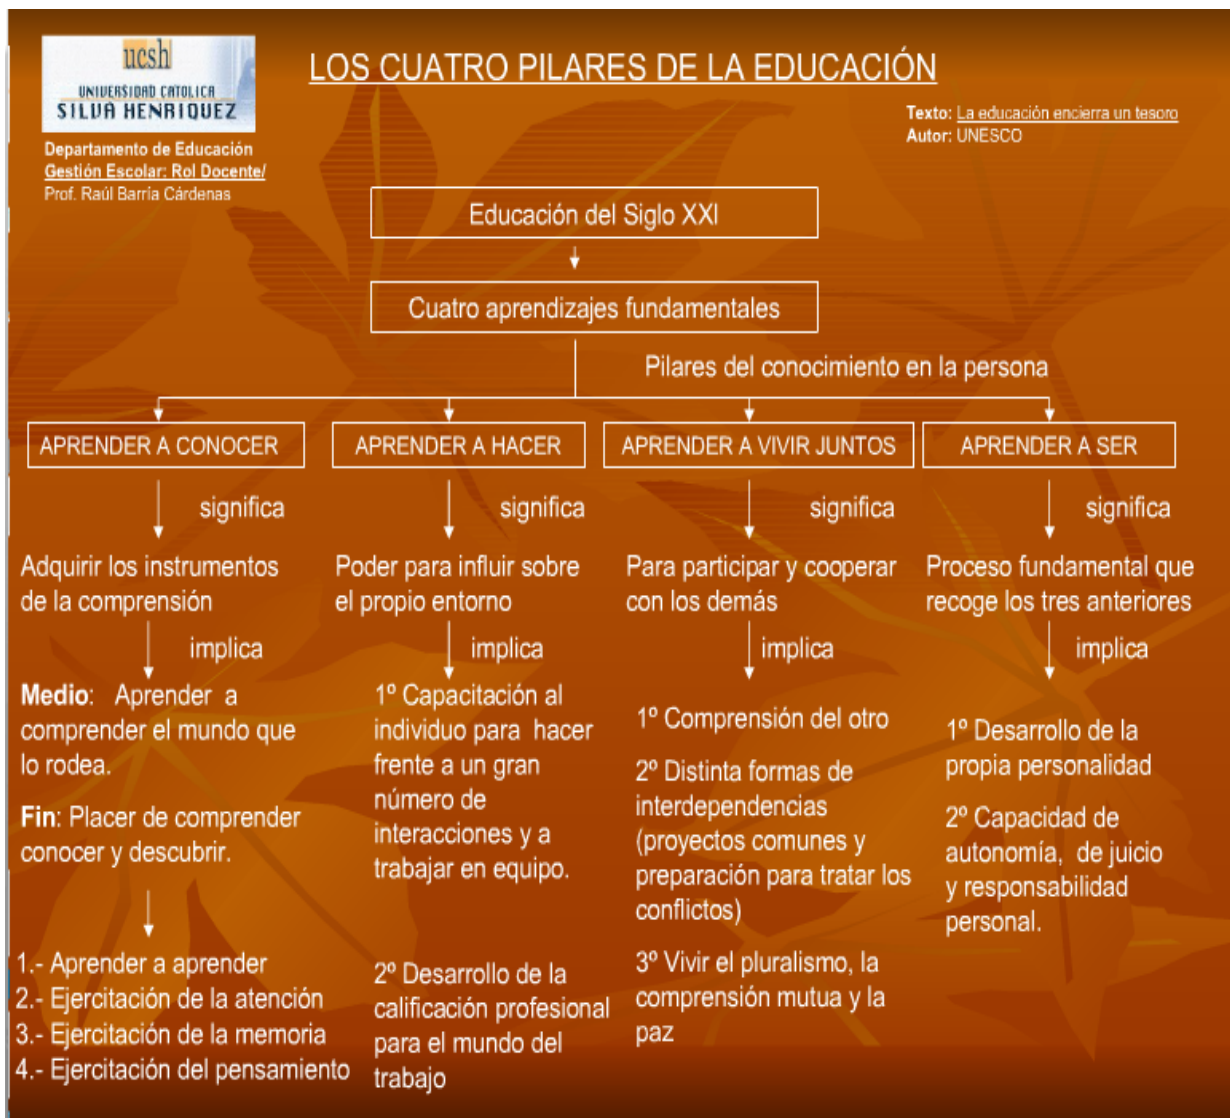 ucsh
UNIVERSIDAD CATOLICA
SILVA HENRIQUEZ
LOS CUATRO PILARES DE LA EDUCACIÓN
Texto: La educación encierra un tesoro
Autor: UNESCO
Departamento de Educación
Gestión Escolar: Rol Docente/
Prof. Raúl Barría Cárdenas
Educación del Siglo XXI
Cuatro aprendizajes fundamentales
Pilares del conocimiento en la persona
APRENDER A CONOCER
significa
Adquirir los instrumentos
de la comprensión
implica
Medio: Aprender a
comprender el mundo que
lo rodea.
Fin: Placer de comprender
conocer y descubrir.
1.- Aprender a aprender
2.- Ejercitación de la atención
3.- Ejercitación de la memoria
4.- Ejercitación del pensamiento
APRENDER A HACER
significa
Poder para influir sobre
el propio entorno
implica
1º Capacitación al
individuo para hacer
frente a un gran
número de
interacciones y a
trabajar en equipo.
2º Desarrollo de la
calificación profesional
para el mundo del
trabajo
APRENDER A VIVIR JUNTOS
significa
Para participar y cooperar
con los demás
implica
1º Comprensión del otro
2º Distinta formas de
interdependencias
(proyectos comunes y
preparación para tratar los
conflictos)
3º Vivir el pluralismo, la
comprensión mutua y la
paz
APRENDER A SER
significa
Proceso fundamental que
recoge los tres anteriores
implica
1º Desarrollo de la
propia personalidad
2º Capacidad de
autonomía, de juicio
y responsabilidad
personal.